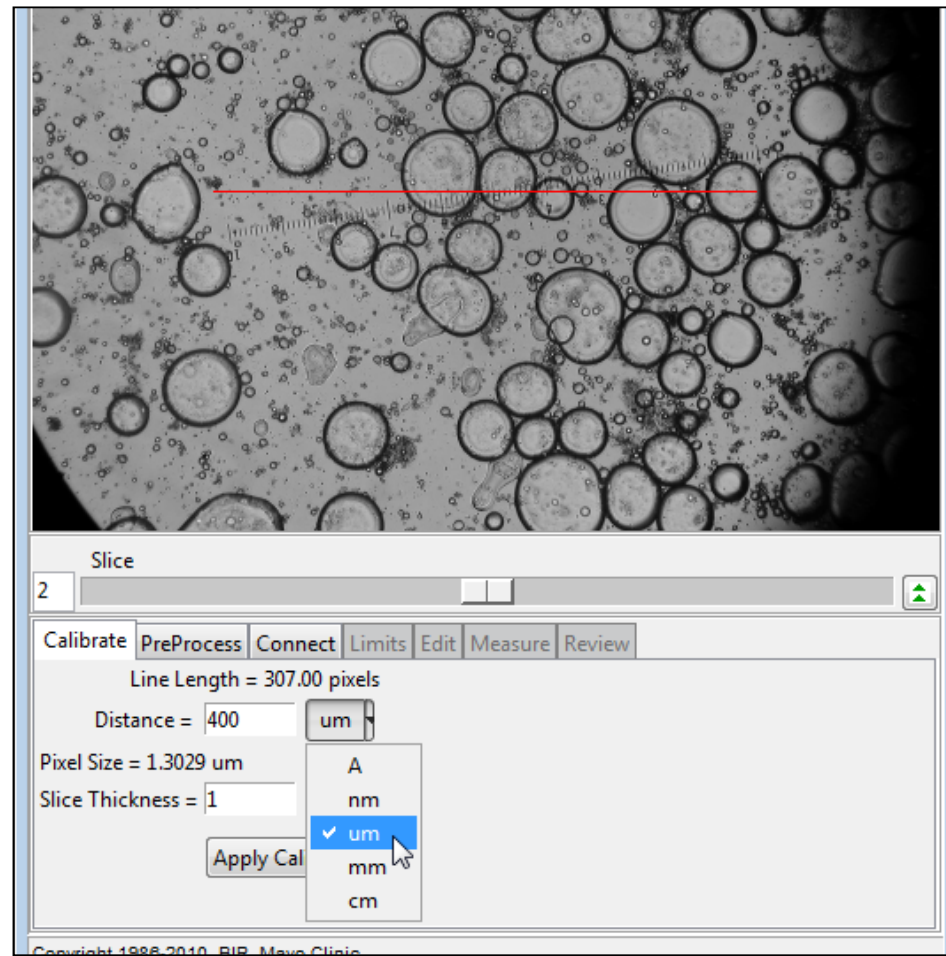 Slice
2
Calibrate PreProcess Connect Limits Edit Measure Review
Line Length = 307.00 pixels
Distance = 400 um
Pixel Size = 1.3029 um
A
Slice Thickness = 1
nm
um
Apply Cal
mm
cm
Copyright 1986-2010, BIR, Mayo Clinic